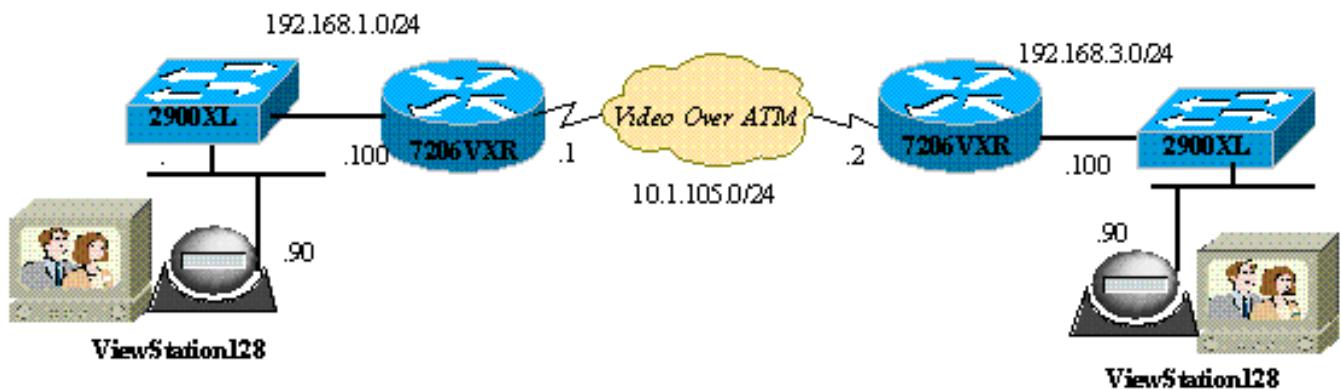 192.168.1.0/24
192.168.3.0/24
2900XL
7206VXR
Video Over ATM
7206VXR
2900XL
.
.100
.1
.2
.100
10.1.105.0/24
.90
.90
ViewStation128
ViewStation128